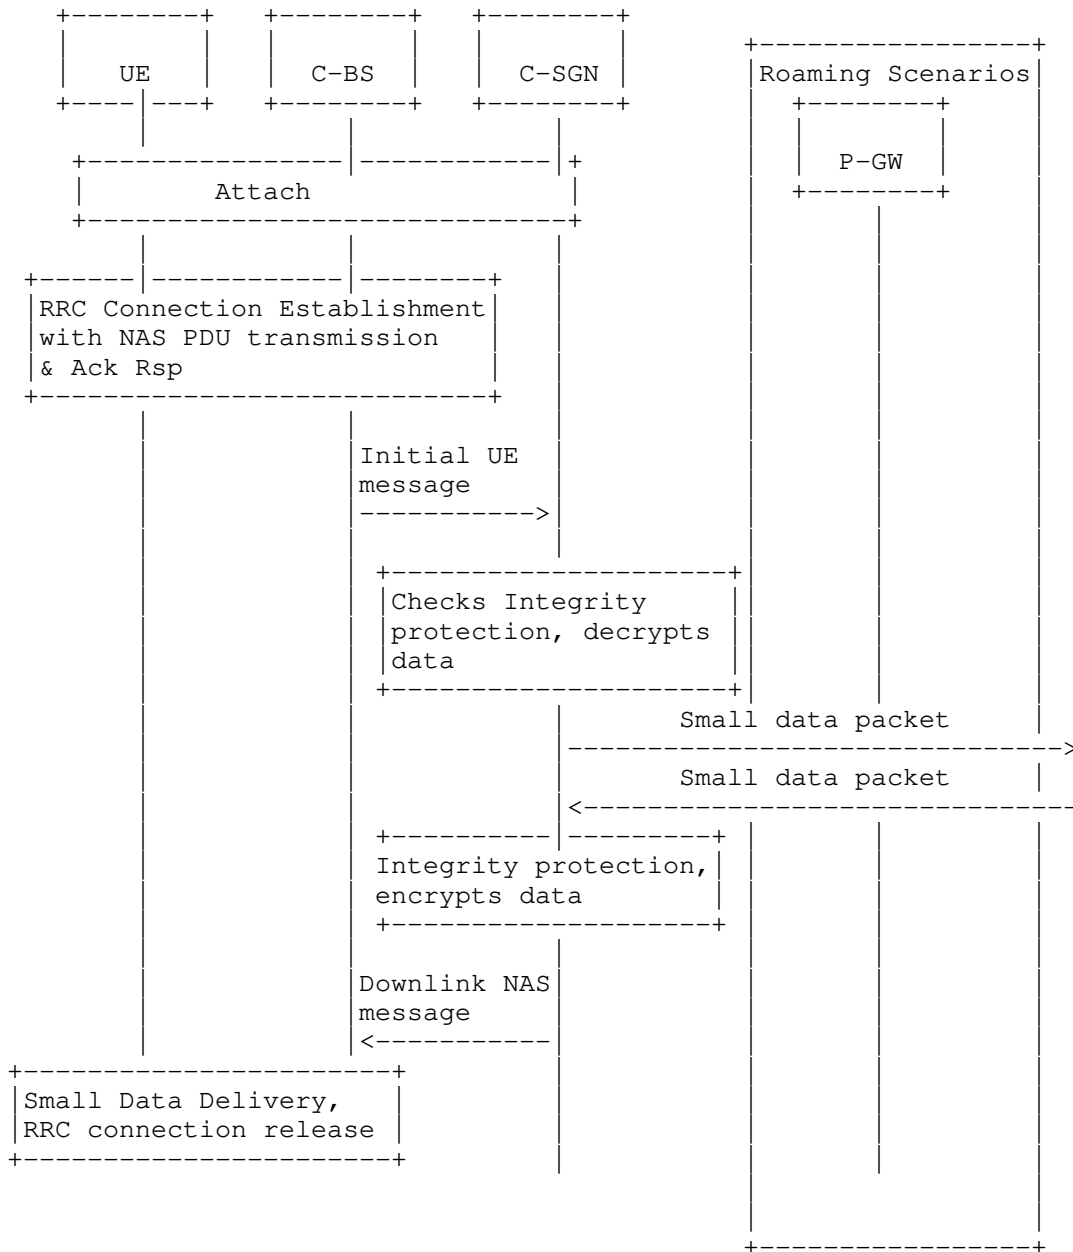 UE
C-BS
C-SGN
Roaming Scenarios
P-GW
Attach
RRC Connection Establishment
with NAS PDU transmission
& Ack Rsp
Initial UE
message
Checks Integrity
protection, decrypts
data
Small data packet
Small data packet
Integrity protection,
encrypts data
Downlink NAS
message
Small Data Delivery,
RRC connection release